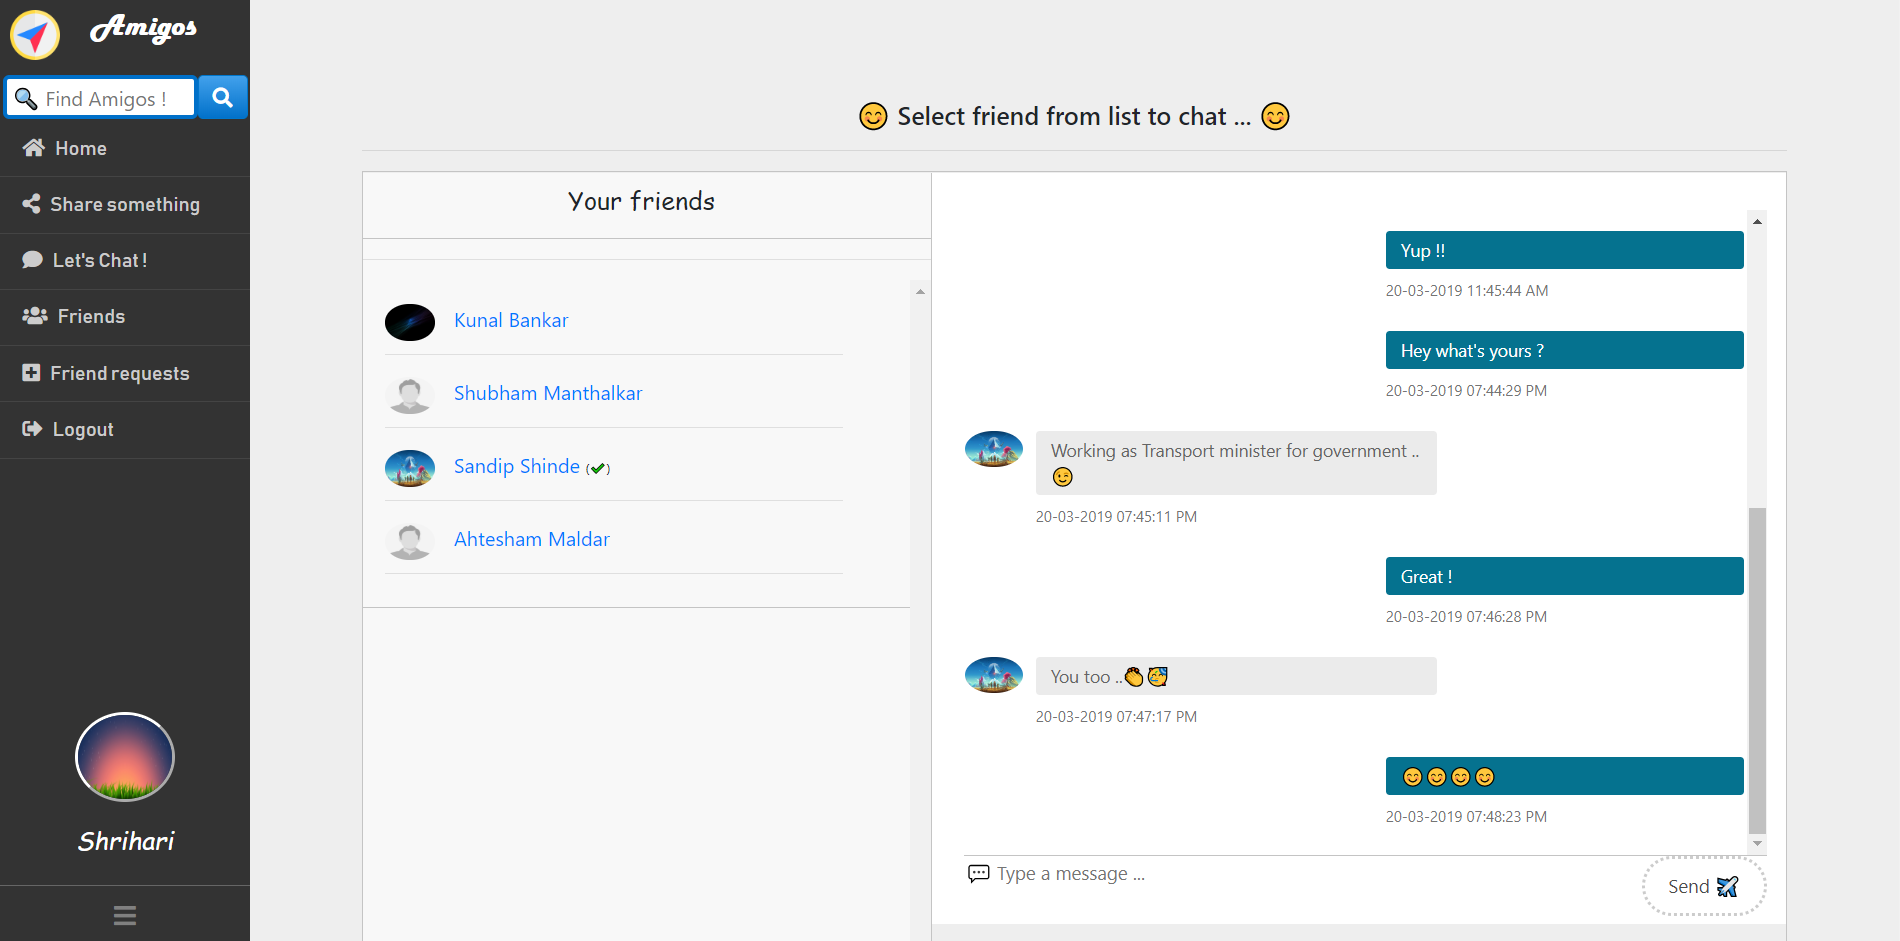 Amigos
🔍 Find Amigos !
Home
Share something
Let's Chat !
Friends
Friend requests
Logout
Shrihari
😊 Select friend from list to chat ... 😊
Your friends
Kunal Bankar
Shubham Manthalkar
Sandip Shinde (✔)
Ahtesham Maldar
Yup !!
20-03-2019 11:45:44 AM
Hey what's yours ?
20-03-2019 07:44:29 PM
Working as Transport minister for government ..
😉
20-03-2019 07:45:11 PM
Great !
20-03-2019 07:46:28 PM
You too ..👏🥳
20-03-2019 07:47:17 PM
😊😊😊😊
20-03-2019 07:48:23 PM
💬 Type a message ...
Send ✈